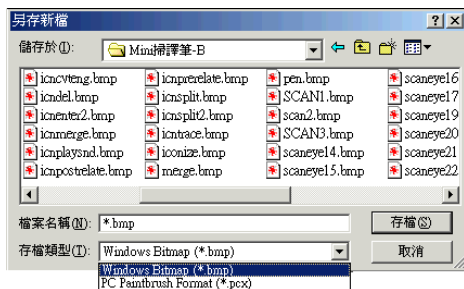 另存新檔
儲存於(I): Mini掃譯筆-B
icncvteng.bmp icnprerelate.bmp pen.bmp scaneye16
icndel.bmp icnsplit.bmp SCAN1.bmp scaneye17
icnenter2.bmp icnsplit2.bmp scan2.bmp scaneye19
icnmerge.bmp icntrace.bmp SCAN3.bmp scaneye20
icnplaysnd.bmp iconize.bmp scaneye14.bmp scaneye21
icnpostrelate.bmp merge.bmp scaneye15.bmp scaneye22
檔案名稱(N): *.bmp 存檔(S)
存檔類型(T): Windows Bitmap (*.bmp) 取消
Windows Bitmap (*.bmp)
PC Paintbrush Format (*.pcx)